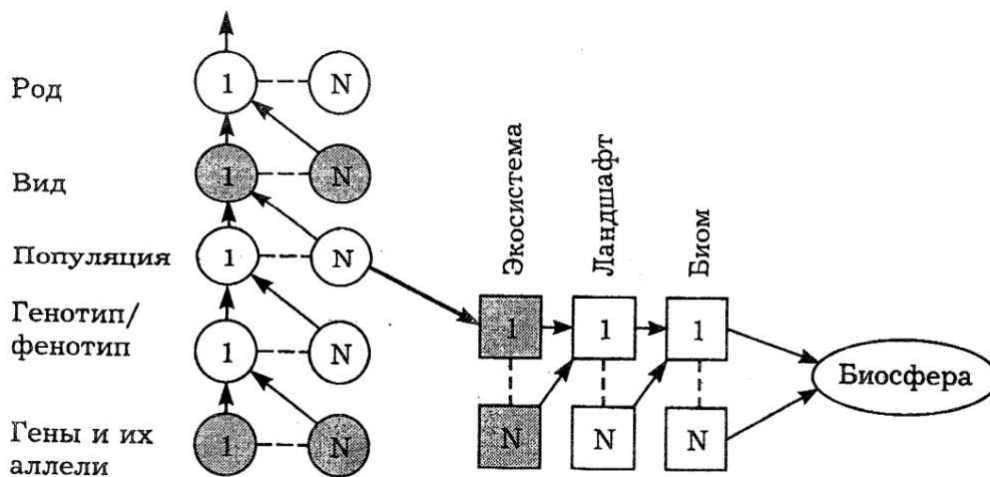 Род
1
N
Вид
1
N
Популяция
1
N
Генотип/
фенотип
1
N
Гены и их
аллели
1
N
Экосистема
Ландшафт
Биом
1
1
1
N
N
N
Биосфера